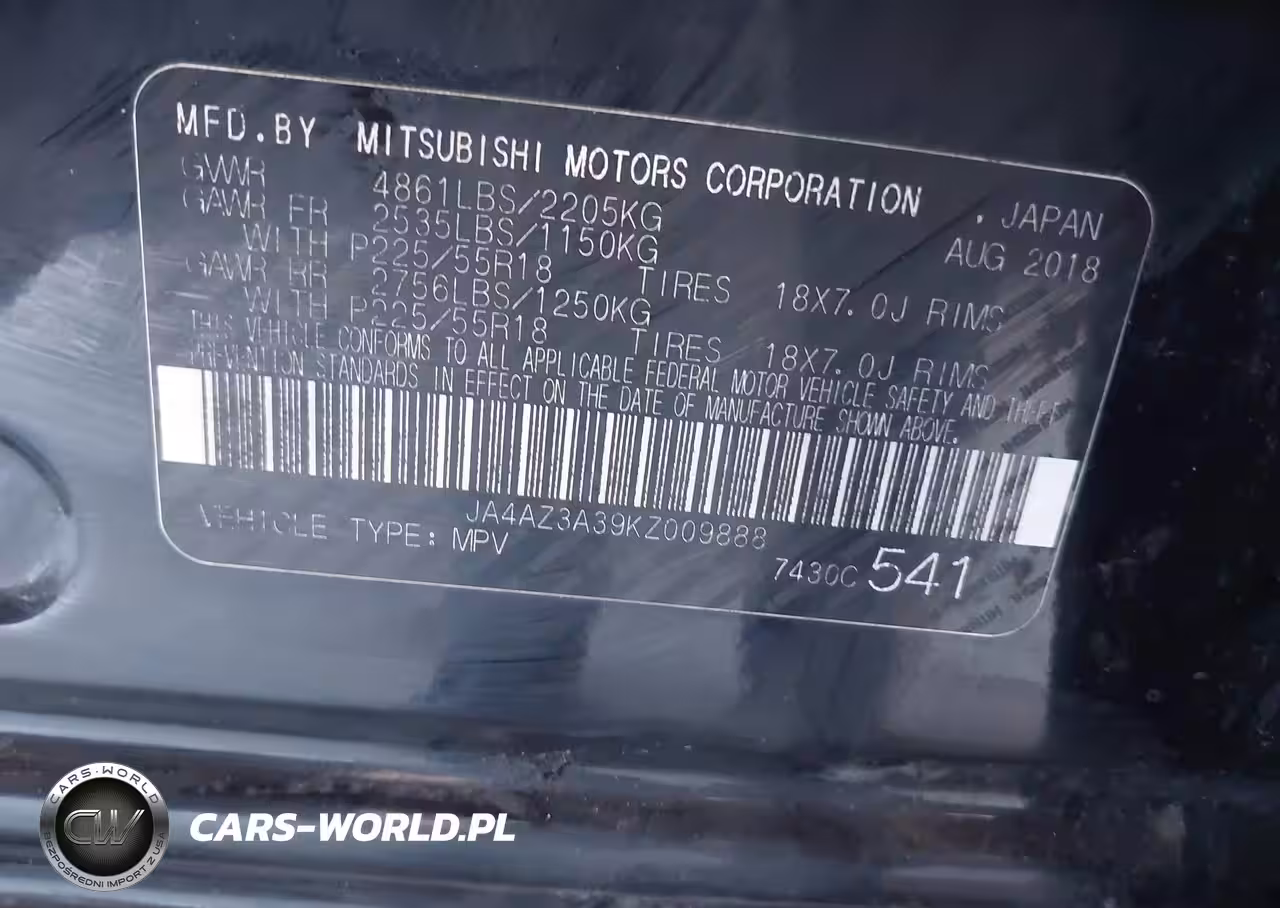 MFD.BY MITSUBISHI MOTORS CORPORATION . JAPAN
GVWR 4861LBS/2205KG AUG 2018
GAWR FR 2535LBS/1150KG
WITH P225/55R18 TIRES 18X7.0J RIMS
GAWR RR 2756LBS/1250KG
WITH P225/55R18 TIRES 18X7.0J RIMS
THIS VEHICLE CONFORMS TO ALL APPLICABLE FEDERAL MOTOR VEHICLE SAFETY AND THEFT
PREVENTION STANDARDS IN EFFECT ON THE DATE OF MANUFACTURE SHOWN ABOVE.
JA4AZ3A39KZ009888
VEHICLE TYPE: MPV
7430C 541
CARS-WORLD
CW
BEZPOŚREDNI IMPORT Z USA
CARS-WORLD.PL